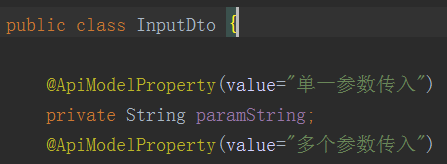 public class InputDto {
@ApiModelProperty(value="单一参数传入")
private String paramString;
@ApiModelProperty(value="多个参数传入")